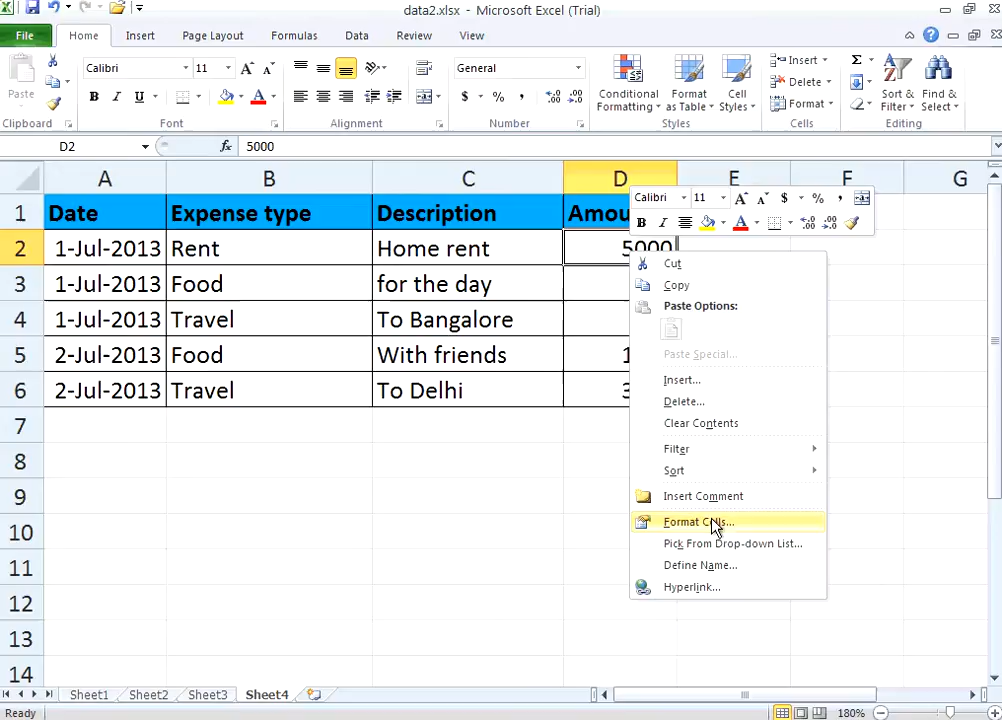 data2.xlsx - Microsoft Excel (Trial)
File Home Insert Page Layout Formulas Data Review View
Paste
Calibri 11
B I U
General
$ % ,
Conditional Formatting
Format as Table
Cell Styles
Insert
Delete
Format
Σ
Sort & Filter
Find & Select
Clipboard Font Alignment Number Styles Cells Editing
D2 fx 5000
A B C D E F G
1 Date Expense type Description Amou
2 1-Jul-2013 Rent Home rent 5000
3 1-Jul-2013 Food for the day
4 1-Jul-2013 Travel To Bangalore
5 2-Jul-2013 Food With friends 1
6 2-Jul-2013 Travel To Delhi 3
7
8
9
10
11
12
13
14
Calibri 11 A A $ % ,
B I A
Cut
Copy
Paste Options:
Paste Special...
Insert...
Delete...
Clear Contents
Filter
Sort
Insert Comment
Format Cells...
Pick From Drop-down List...
Define Name...
Hyperlink...
Sheet1 Sheet2 Sheet3 Sheet4
Ready 180%